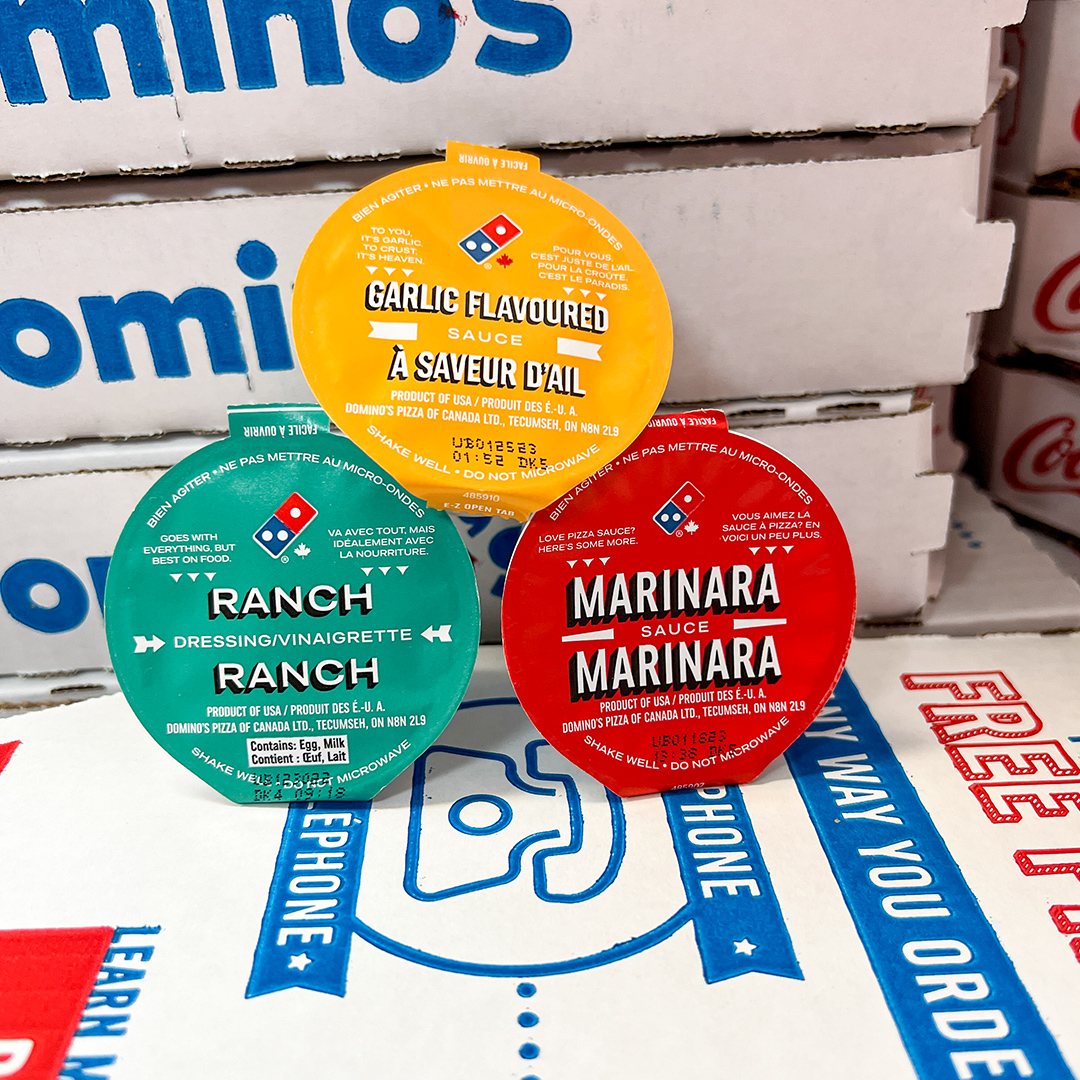 omino's
FACILE À OUVRIR
BIEN AGITER • NE PAS METTRE AU MICRO-ONDES
TO YOU,
IT'S GARLIC.
TO CRUST,
IT'S HEAVEN.
POUR VOUS,
C'EST JUSTE DE L'AIL.
POUR LA CROÛTE,
C'EST LE PARADIS.
GARLIC FLAVOURED
SAUCE
À SAVEUR D'AIL
PRODUCT OF USA / PRODUIT DES É.-U. A.
DOMINO'S PIZZA OF CANADA LTD., TECUMSEH, ON N8N 2L9
UB012523
01:52 DK5
SHAKE WELL • DO NOT MICROWAVE
485910
E-Z OPEN TAB
omi
FACILE À OUVRIR
BIEN AGITER • NE PAS METTRE AU MICRO-ONDES
GOES WITH
EVERYTHING, BUT
BEST ON FOOD.
VA AVEC TOUT, MAIS
IDÉALEMENT AVEC
LA NOURRITURE.
RANCH
DRESSING/VINAIGRETTE
RANCH
PRODUCT OF USA / PRODUIT DES É.-U. A.
DOMINO'S PIZZA OF CANADA LTD., TECUMSEH, ON N8N 2L9
Contains: Egg, Milk
Contient : Œuf, Lait
SHAKE WELL • DO NOT MICROWAVE
DK4 09:18
FACILE À OUVRIR
BIEN AGITER • NE PAS METTRE AU MICRO-ONDES
LOVE PIZZA SAUCE?
HERE'S SOME MORE.
VOUS AIMEZ LA
SAUCE À PIZZA? EN
VOICI UN PEU PLUS.
MARINARA
SAUCE
MARINARA
PRODUCT OF USA / PRODUIT DES É.-U. A.
DOMINO'S PIZZA OF CANADA LTD., TECUMSEH, ON N8N 2L9
UB011623
SHAKE WELL • DO NOT MICROWAVE
ÉPHONE
PHONE
WAY YOU ORDE
FREE
LEARN